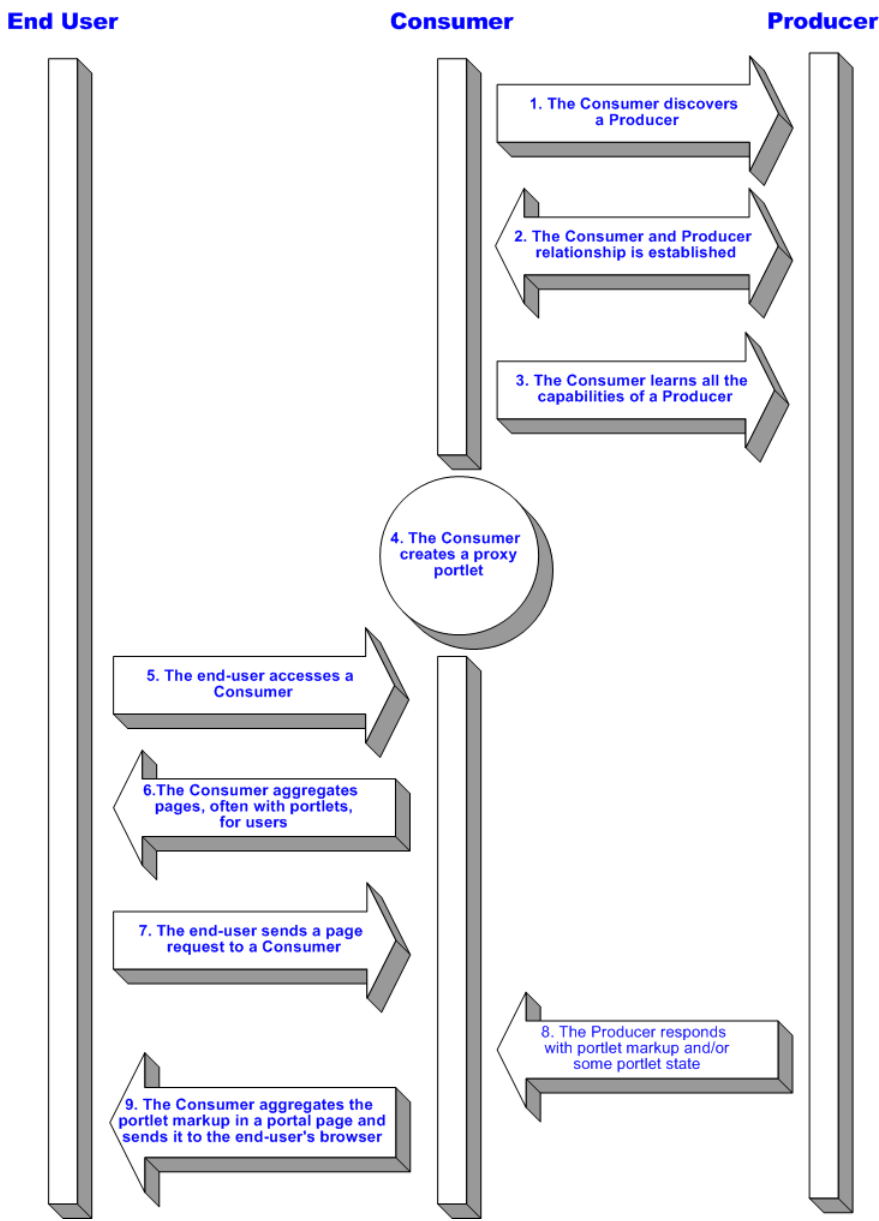 End User
Consumer
Producer
1. The Consumer discovers
a Producer
2. The Consumer and Producer
relationship is established
3. The Consumer learns all the
capabilities of a Producer
4. The Consumer
creates a proxy
portlet
5. The end-user accesses a
Consumer
6.The Consumer aggregates
pages, often with portlets,
for users
7. The end-user sends a page
request to a Consumer
8. The Producer responds
with portlet markup and/or
some portlet state
9. The Consumer aggregates the
portlet markup in a portal page and
sends it to the end-user's browser